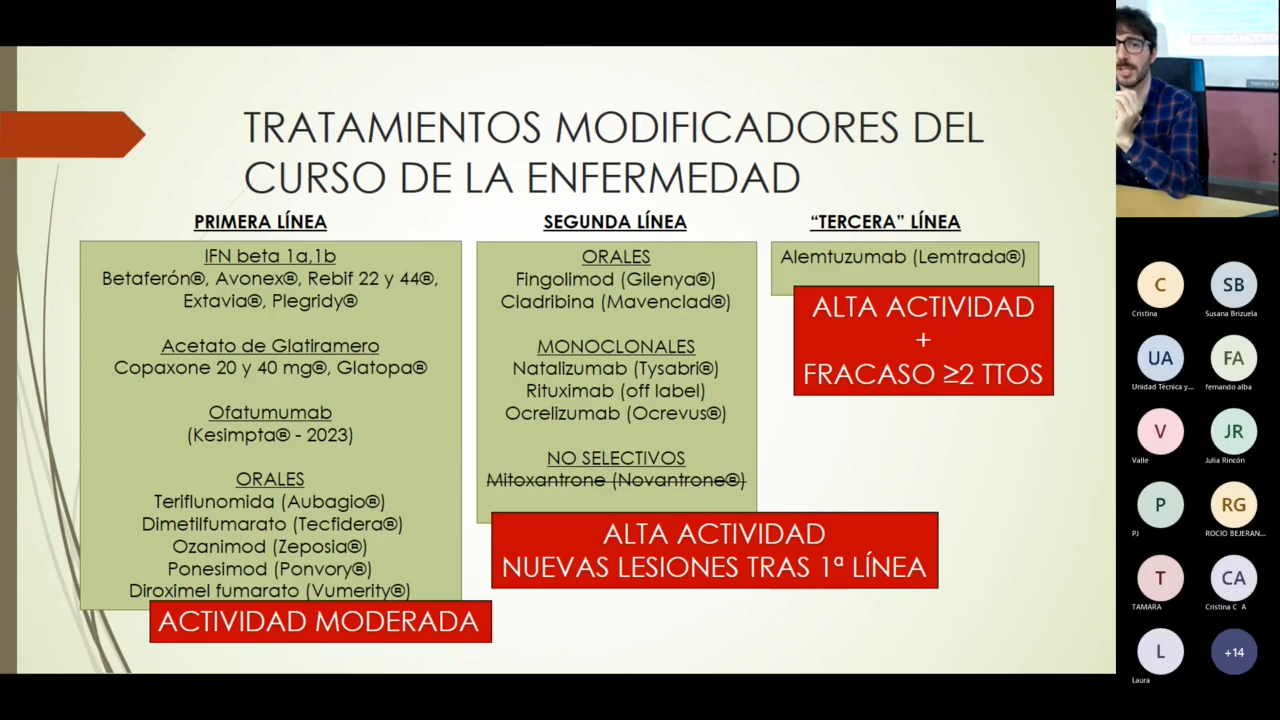 TRATAMIENTOS MODIFICADORES DEL
CURSO DE LA ENFERMEDAD
PRIMERA LÍNEA
IFN beta 1a,1b
Betaferón®, Avonex®, Rebif 22 y 44®,
Extavia®, Plegridy®
Acetato de Glatiramero
Copaxone 20 y 40 mg®, Glatopa®
Ofatumumab
(Kesimpta® - 2023)
ORALES
Teriflunomida (Aubagio®)
Dimetilfumarato (Tecfidera®)
Ozanimod (Zeposia®)
Ponesimod (Ponvory®)
Diroximel fumarato (Vumerity®)
ACTIVIDAD MODERADA
SEGUNDA LÍNEA
ORALES
Fingolimod (Gilenya®)
Cladribina (Mavenclad®)
MONOCLONALES
Natalizumab (Tysabri®)
Rituximab (off label)
Ocrelizumab (Ocrevus®)
NO SELECTIVOS
Mitoxantrone (Novantrone®)
ALTA ACTIVIDAD
NUEVAS LESIONES TRAS 1ª LÍNEA
“TERCERA” LÍNEA
Alemtuzumab (Lemtrada®)
ALTA ACTIVIDAD
+
FRACASO ≥2 TTOS
C
Cristina
SB
Susana Brizuela
UA
Unidad Técnica y...
FA
fernando alba
V
Valle
JR
Julia Rincón
P
PJ
RG
ROCIO BEJERAN...
T
TAMARA
CA
Cristina C A
L
Laura
+14